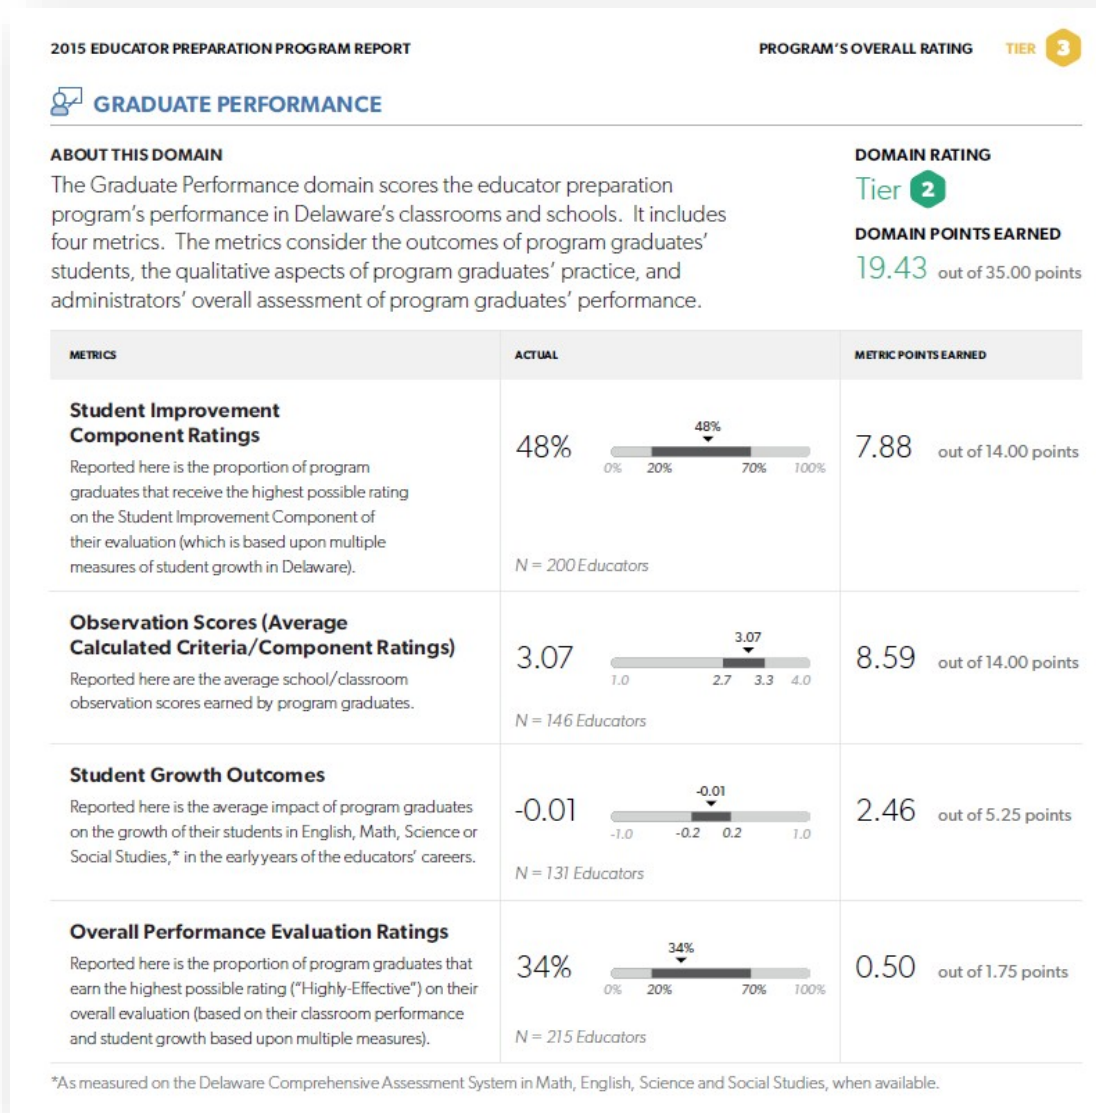 2015 EDUCATOR PREPARATION PROGRAM REPORT
PROGRAM'S OVERALL RATING TIER 3
GRADUATE PERFORMANCE
ABOUT THIS DOMAIN
The Graduate Performance domain scores the educator preparation
program's performance in Delaware's classrooms and schools. It includes
four metrics. The metrics consider the outcomes of program graduates'
students, the qualitative aspects of program graduates' practice, and
administrators' overall assessment of program graduates' performance.
DOMAIN RATING
Tier 2
DOMAIN POINTS EARNED
19.43 out of 35.00 points
METRICS ACTUAL METRIC POINTS EARNED
Student Improvement
Component Ratings
Reported here is the proportion of program
graduates that receive the highest possible rating
on the Student Improvement Component of
their evaluation (which is based upon multiple
measures of student growth in Delaware).
48%
48%
0% 20% 70% 100%
N = 200 Educators
7.88 out of 14.00 points
Observation Scores (Average
Calculated Criteria/Component Ratings)
Reported here are the average school/classroom
observation scores earned by program graduates.
3.07
3.07
1.0 2.7 3.3 4.0
N = 146 Educators
8.59 out of 14.00 points
Student Growth Outcomes
Reported here is the average impact of program graduates
on the growth of their students in English, Math, Science or
Social Studies,* in the early years of the educators' careers.
-0.01
-0.01
-1.0 -0.2 0.2 1.0
N = 131 Educators
2.46 out of 5.25 points
Overall Performance Evaluation Ratings
Reported here is the proportion of program graduates that
earn the highest possible rating ("Highly-Effective") on their
overall evaluation (based on their classroom performance
and student growth based upon multiple measures).
34%
34%
0% 20% 70% 100%
N = 215 Educators
0.50 out of 1.75 points
*As measured on the Delaware Comprehensive Assessment System in Math, English, Science and Social Studies, when available.